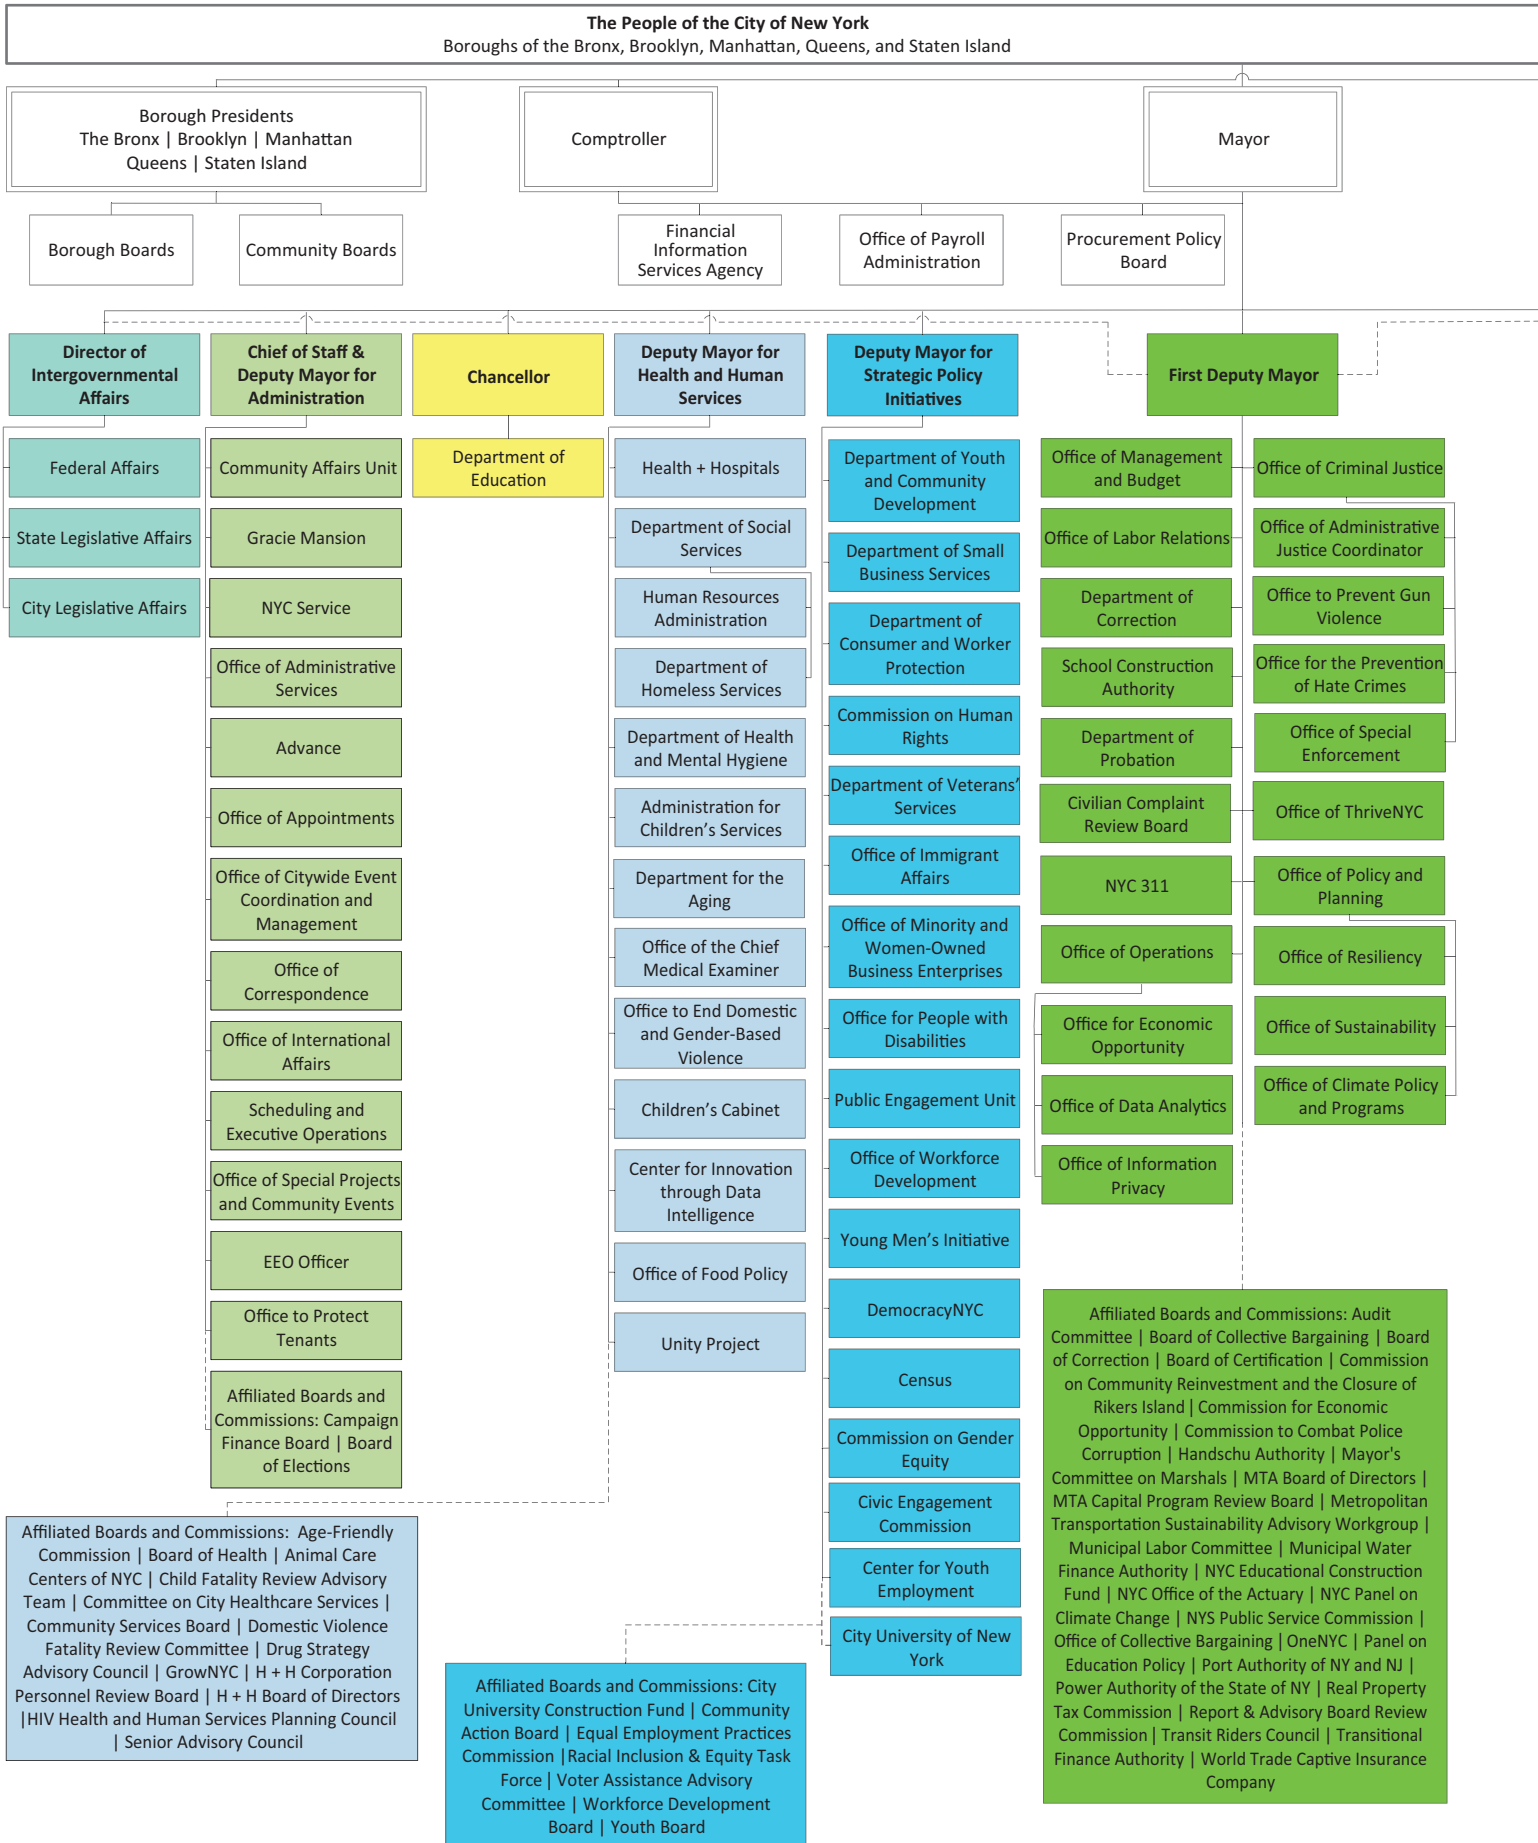 The People of the City of New York
Boroughs of the Bronx, Brooklyn, Manhattan, Queens, and Staten Island
Borough Presidents
The Bronx | Brooklyn | Manhattan
Queens | Staten Island
Comptroller
Mayor
Borough Boards
Community Boards
Financial
Information
Services Agency
Office of Payroll
Administration
Procurement Policy
Board
Director of
Intergovernmental
Affairs
Federal Affairs
State Legislative Affairs
City Legislative Affairs
Chief of Staff &
Deputy Mayor for
Administration
Community Affairs Unit
Gracie Mansion
NYC Service
Office of Administrative
Services
Advance
Office of Appointments
Office of Citywide Event
Coordination and
Management
Office of
Correspondence
Office of International
Affairs
Scheduling and
Executive Operations
Office of Special Projects
and Community Events
EEO Officer
Office to Protect
Tenants
Affiliated Boards and
Commissions: Campaign
Finance Board | Board
of Elections
Chancellor
Department of
Education
Deputy Mayor for
Health and Human
Services
Health + Hospitals
Department of Social
Services
Human Resources
Administration
Department of
Homeless Services
Department of Health
and Mental Hygiene
Administration for
Children's Services
Department for the
Aging
Office of the Chief
Medical Examiner
Office to End Domestic
and Gender-Based
Violence
Children's Cabinet
Center for Innovation
through Data
Intelligence
Office of Food Policy
Unity Project
Affiliated Boards and Commissions:  Age-Friendly
Commission | Board of Health | Animal Care
Centers of NYC | Child Fatality Review Advisory
Team | Committee on City Healthcare Services |
Community Services Board | Domestic Violence
Fatality Review Committee | Drug Strategy
Advisory Council | GrowNYC | H + H Corporation
Personnel Review Board | H + H Board of Directors
|HIV Health and Human Services Planning Council
| Senior Advisory Council
Deputy Mayor for
Strategic Policy
Initiatives
Department of Youth
and Community
Development
Department of Small
Business Services
Department of
Consumer and Worker
Protection
Commission on Human
Rights
Department of Veterans'
Services
Office of Immigrant
Affairs
Office of Minority and
Women-Owned
Business Enterprises
Office for People with
Disabilities
Public Engagement Unit
Office of Workforce
Development
Young Men's Initiative
DemocracyNYC
Census
Commission on Gender
Equity
Civic Engagement
Commission
Center for Youth
Employment
City University of New
York
Affiliated Boards and Commissions: City
University Construction Fund | Community
Action Board | Equal Employment Practices
Commission |Racial Inclusion & Equity Task
Force | Voter Assistance Advisory
Committee | Workforce Development
Board | Youth Board
First Deputy Mayor
Office of Management
and Budget
Office of Labor Relations
Department of
Correction
School Construction
Authority
Department of
Probation
Civilian Complaint
Review Board
NYC 311
Office of Operations
Office for Economic
Opportunity
Office of Data Analytics
Office of Information
Privacy
Office of Criminal Justice
Office of Administrative
Justice Coordinator
Office to Prevent Gun
Violence
Office for the Prevention
of Hate Crimes
Office of Special
Enforcement
Office of ThriveNYC
Office of Policy and
Planning
Office of Resiliency
Office of Sustainability
Office of Climate Policy
and Programs
Affiliated Boards and Commissions: Audit
Committee | Board of Collective Bargaining | Board
of Correction | Board of Certification | Commission
on Community Reinvestment and the Closure of
Rikers Island | Commission for Economic
Opportunity | Commission to Combat Police
Corruption | Handschu Authority | Mayor's
Committee on Marshals | MTA Board of Directors |
MTA Capital Program Review Board | Metropolitan
Transportation Sustainability Advisory Workgroup |
Municipal Labor Committee | Municipal Water
Finance Authority | NYC Educational Construction
Fund | NYC Office of the Actuary | NYC Panel on
Climate Change | NYS Public Service Commission |
Office of Collective Bargaining |OneNYC | Panel on
Education Policy | Port Authority of NY and NJ |
Power Authority of the State of NY | Real Property
Tax Commission | Report & Advisory Board Review
Commission | Transit Riders Council | Transitional
Finance Authority | World Trade Captive Insurance
Company